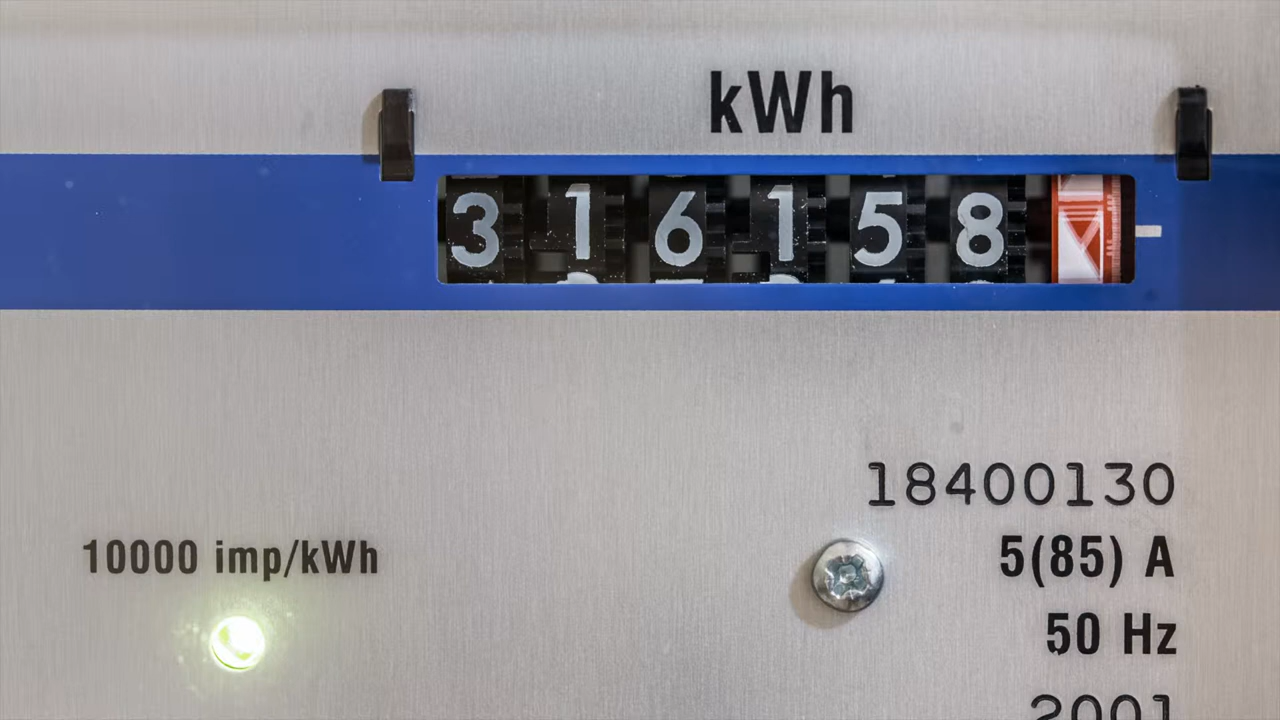 kWh
316158
18400130
10000 imp/kWh
5(85) A
50 Hz
2001